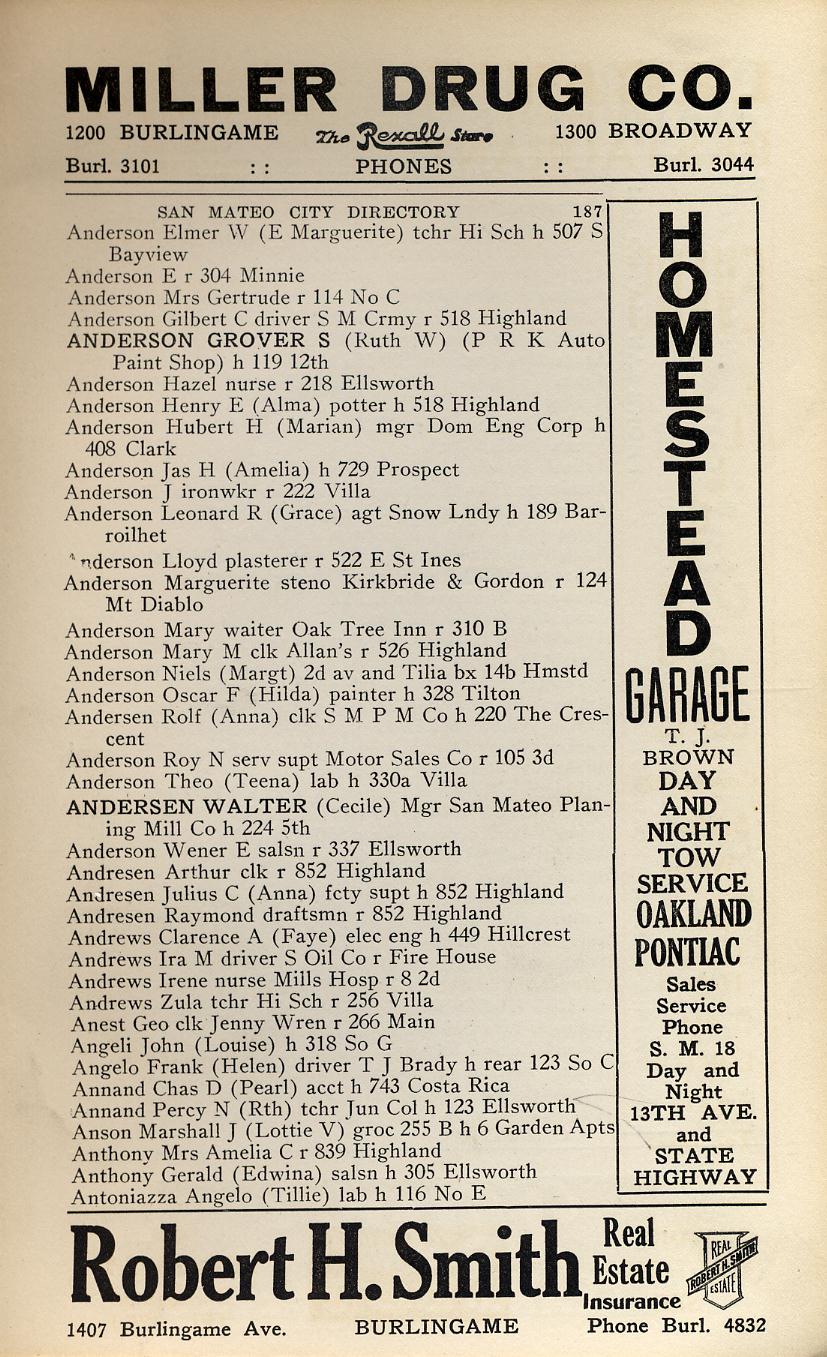 MILLER DRUG CO.
1200 BURLINGAME The Rexall Store 1300 BROADWAY
Burl. 3101 :: PHONES :: Burl. 3044
SAN MATEO CITY DIRECTORY 187
Anderson Elmer W (E Marguerite) tchr Hi Sch h 507 S
Bayview
Anderson E r 304 Minnie
Anderson Mrs Gertrude r 114 No C
Anderson Gilbert C driver S M Crmy r 518 Highland
ANDERSON GROVER S (Ruth W) (P R K Auto
Paint Shop) h 119 12th
Anderson Hazel nurse r 218 Ellsworth
Anderson Henry E (Alma) potter h 518 Highland
Anderson Hubert H (Marian) mgr Dom Eng Corp h
408 Clark
Anderson Jas H (Amelia) h 729 Prospect
Anderson J ironwkr r 222 Villa
Anderson Leonard R (Grace) agt Snow Lndy h 189 Bar-
roilhet
Anderson Lloyd plasterer r 522 E St Ines
Anderson Marguerite steno Kirkbride & Gordon r 124
Mt Diablo
Anderson Mary waiter Oak Tree Inn r 310 B
Anderson Mary M clk Allan's r 526 Highland
Anderson Niels (Margt) 2d av and Tilia bx 14b Hmstd
Anderson Oscar F (Hilda) painter h 328 Tilton
Andersen Rolf (Anna) clk S M P M Co h 220 The Cres-
cent
Anderson Roy N serv supt Motor Sales Co r 105 3d
Anderson Theo (Teena) lab h 330a Villa
ANDERSEN WALTER (Cecile) Mgr San Mateo Plan-
ing Mill Co h 224 5th
Anderson Wener E salsn r 337 Ellsworth
Andresen Arthur clk r 852 Highland
Andresen Julius C (Anna) fcty supt h 852 Highland
Andresen Raymond draftsmn r 852 Highland
Andrews Clarence A (Faye) elec eng h 449 Hillcrest
Andrews Ira M driver S Oil Co r Fire House
Andrews Irene nurse Mills Hosp r 8 2d
Andrews Zula tchr Hi Sch r 256 Villa
Anest Geo clk Jenny Wren r 266 Main
Angeli John (Louise) h 318 So G
Angelo Frank (Helen) driver T J Brady h rear 123 So C
Annand Chas D (Pearl) acct h 743 Costa Rica
Annand Percy N (Rth) tchr Jun Col h 123 Ellsworth
Anson Marshall J (Lottie V) groc 255 B h 6 Garden Apts
Anthony Mrs Amelia C r 839 Highland
Anthony Gerald (Edwina) salsn h 305 Ellsworth
Antoniazza Angelo (Tillie) lab h 116 No E
HOMESTEAD
GARAGE
T. J.
BROWN
DAY
AND
NIGHT
TOW
SERVICE
OAKLAND
PONTIAC
Sales
Service
Phone
S. M. 18
Day and
Night
13TH AVE.
and
STATE
HIGHWAY
Robert H. Smith Real
Estate
Insurance
REAL
ROBERT H. SMITH
ESTATE
1407 Burlingame Ave. BURLINGAME Phone Burl. 4832